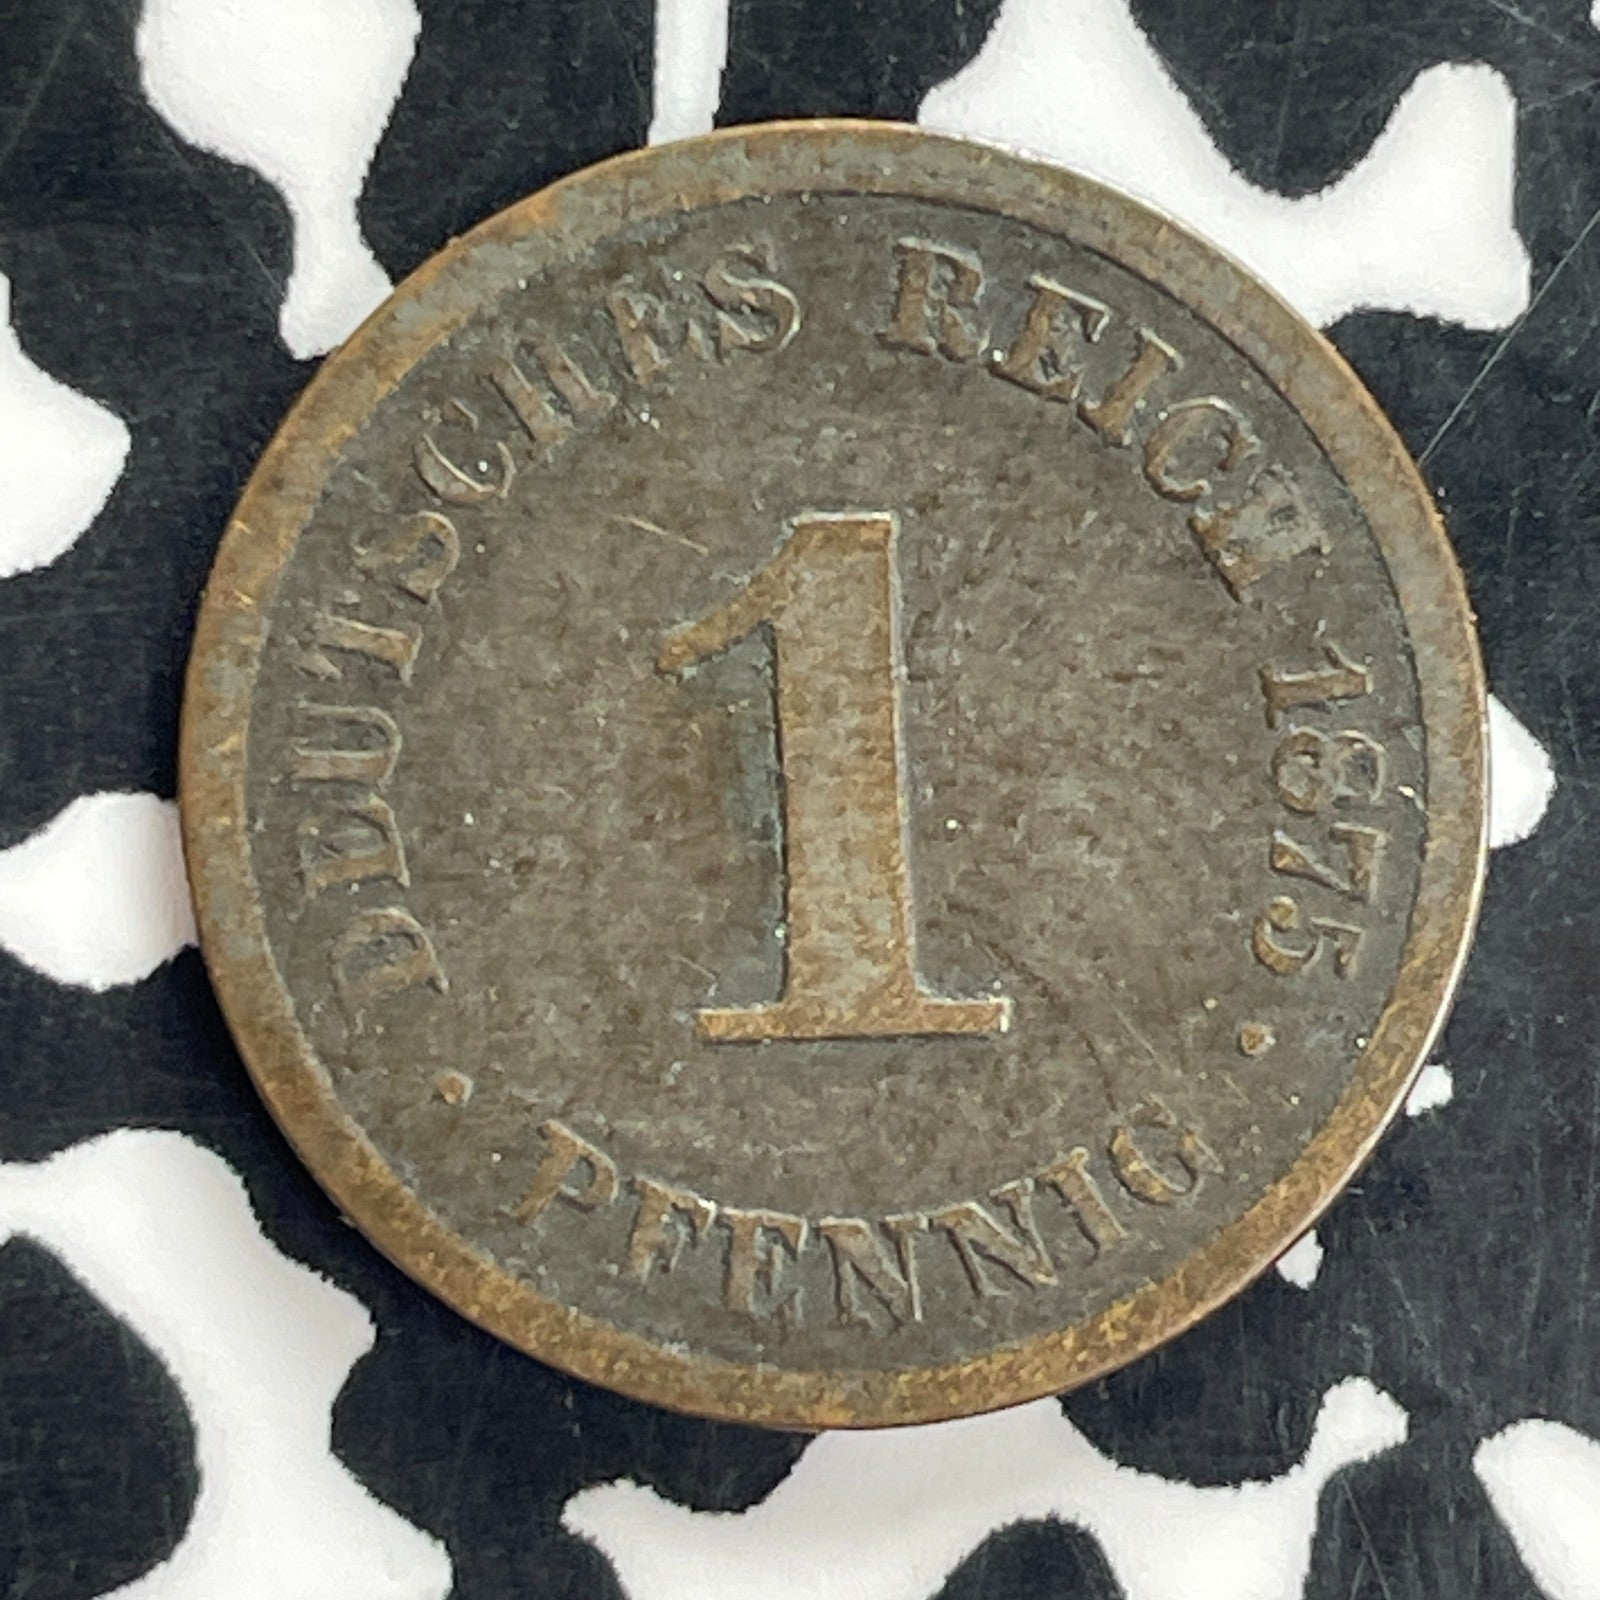 DEUTSCHES REICH 1875
1
· PFENNIG ·